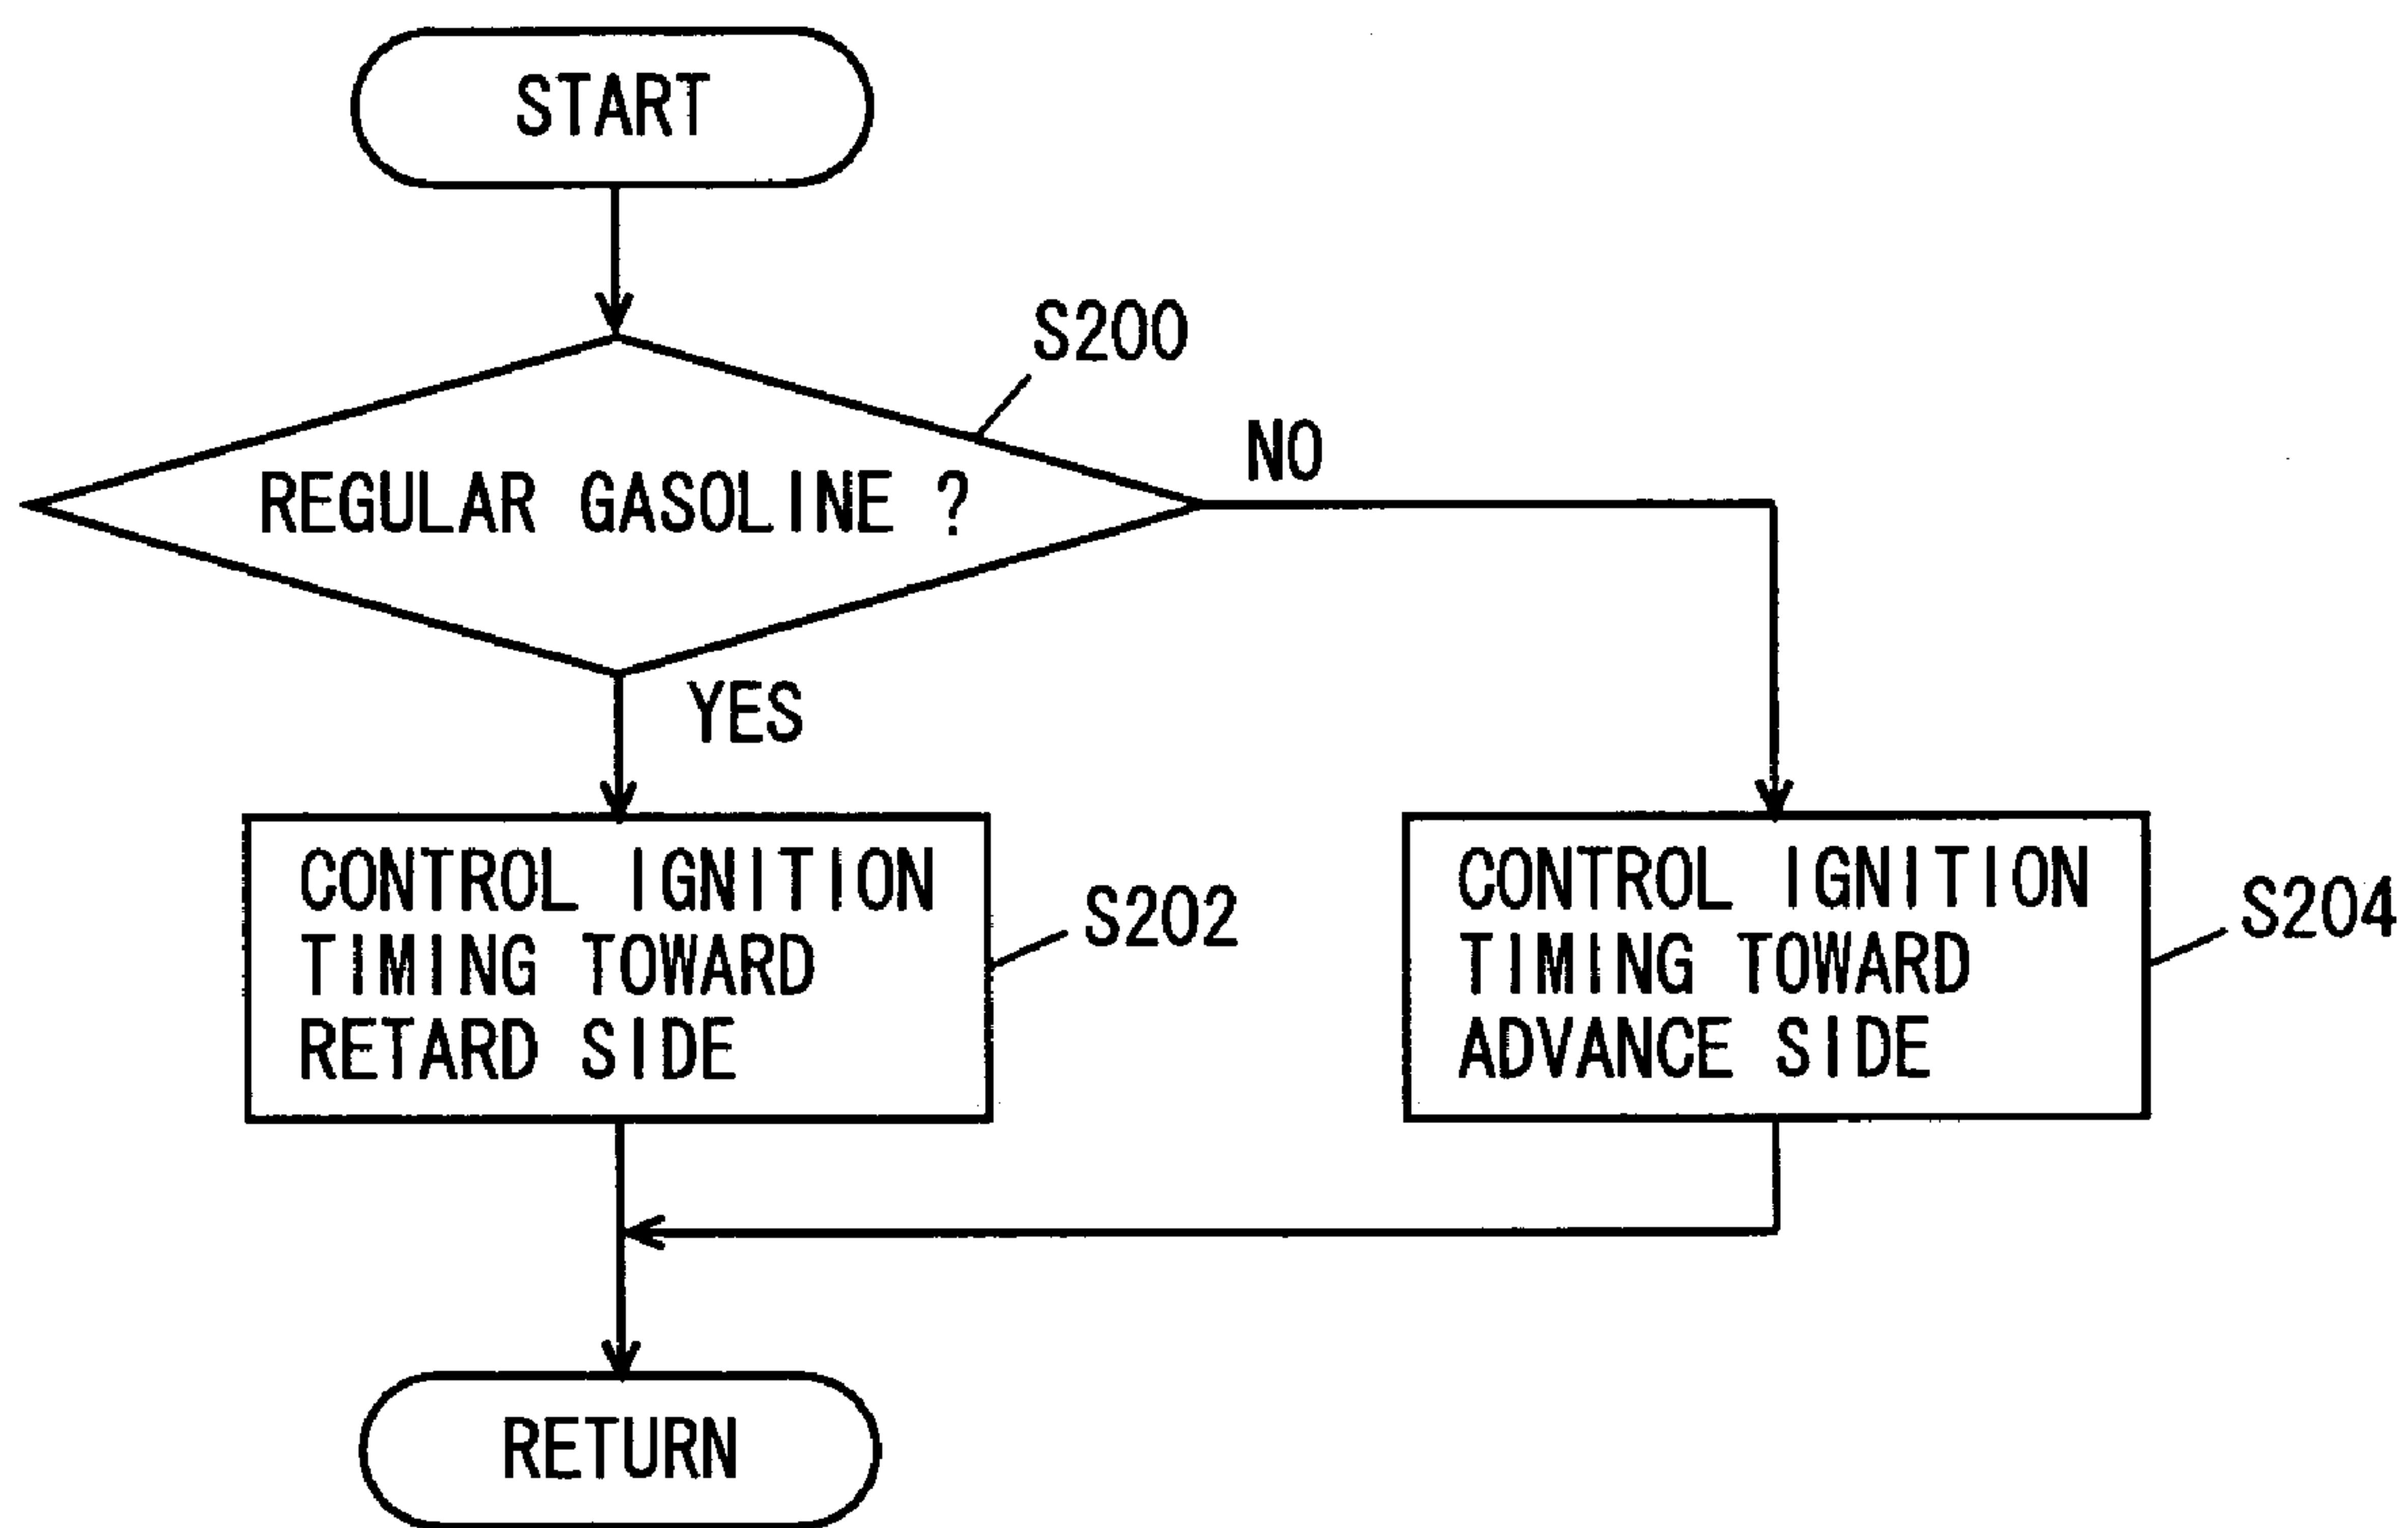 START
S200
REGULAR GASOLINE ?
NO
YES
CONTROL IGNITION
TIMING TOWARD
RETARD SIDE
S202
CONTROL IGNITION
TIMING TOWARD
ADVANCE SIDE
S204
RETURN